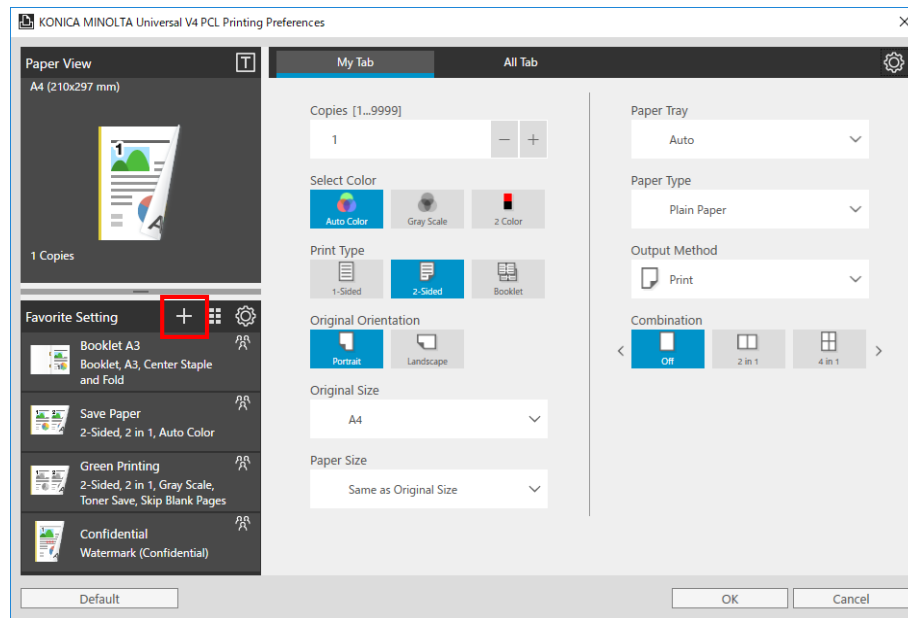 KONICA MINOLTA Universal V4 PCL Printing Preferences
Paper View
T
A4 (210x297 mm)
1
A
1 Copies
Favorite Setting
Booklet A3
Booklet, A3, Center Staple
and Fold
Save Paper
2-Sided, 2 in 1, Auto Color
Green Printing
2-Sided, 2 in 1, Gray Scale,
Toner Save, Skip Blank Pages
Confidential
Watermark (Confidential)
Default
My Tab
All Tab
Copies [1...9999]
1
Select Color
Auto Color
Gray Scale
2 Color
Print Type
1-Sided
2-Sided
Booklet
Original Orientation
Portrait
Landscape
Original Size
A4
Paper Size
Same as Original Size
Paper Tray
Auto
Paper Type
Plain Paper
Output Method
Print
Combination
Off
2 in 1
4 in 1
OK
Cancel